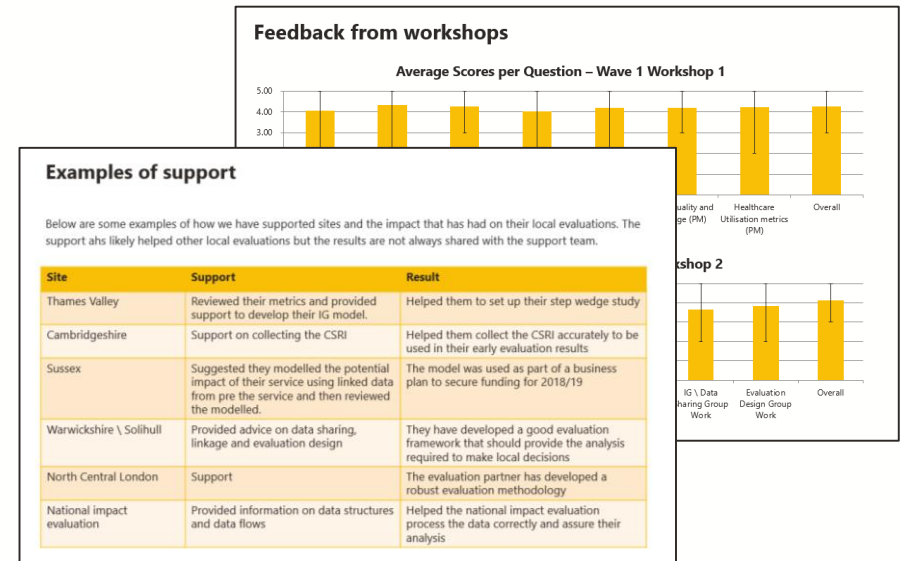 Feedback from workshops
Average Scores per Question – Wave 1 Workshop 1
5.00
4.00
3.00
Healthcare
Utilisation metrics
(PM)
Overall
(PM)
2
IG \ Data
Group
Work
Evaluation
Design Group
Work
Overall
Examples of support
Below are some examples of how we have supported sites and the impact that has had on their local evaluations. The
support ahs likely helped other local evaluations but the results are not always shared with the support team.
Site Support Result
Thames Valley Reviewed their metrics and provided Helped them to set up their step wedge study
support to develop their IG model.
Cambridgeshire Support on collecting the CSRI Helped them collect the CSRI accurately to be
used in their early evaluation results
Sussex Suggested they modelled the potential The model was used as part of a business
impact of their service using linked data plan to secure funding for 2018/19
from pre the service and then reviewed
the modelled.
Warwickshire \ Solihull Provided advice on data sharing, They have developed a good evaluation
linkage and evaluation design framework that should provide the analysis
required to make local decisions
North Central London Support The evaluation partner has developed a
robust evaluation methodology
National impact Provided information on data structures Helped the national impact evaluation
evaluation and data flows process the data correctly and assure their
analysis